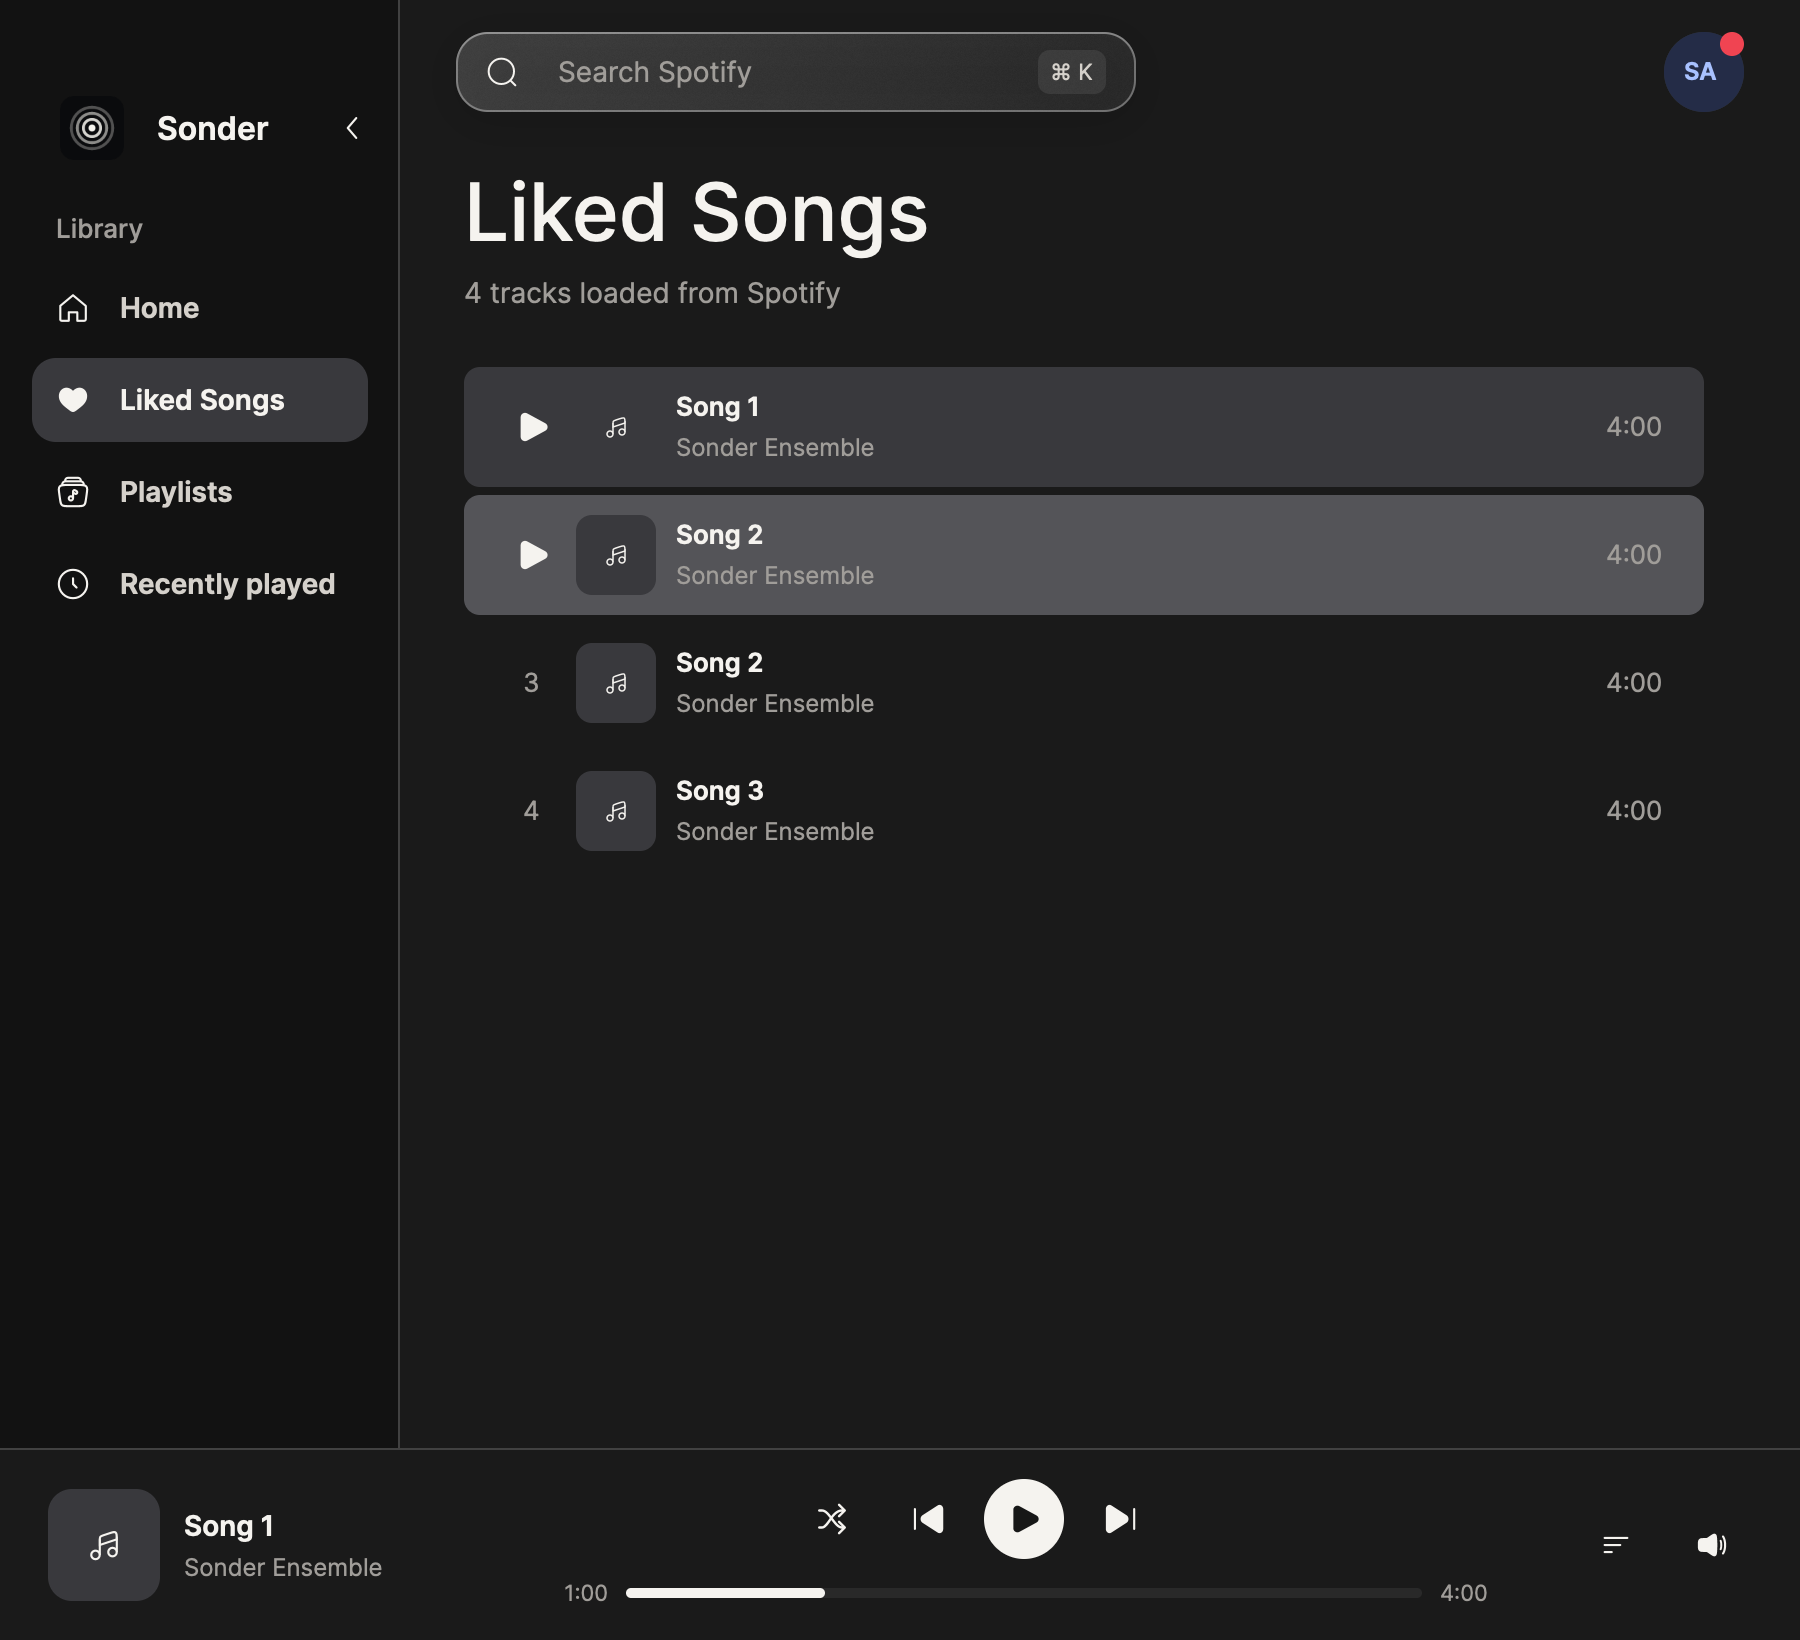 Search Spotify
⌘ K
SA
Sonder
Library
Home
Liked Songs
Playlists
Recently played
Liked Songs
4 tracks loaded from Spotify
Song 1
Sonder Ensemble
4:00
Song 2
Sonder Ensemble
4:00
3
Song 2
Sonder Ensemble
4:00
4
Song 3
Sonder Ensemble
4:00
Song 1
Sonder Ensemble
1:00
4:00